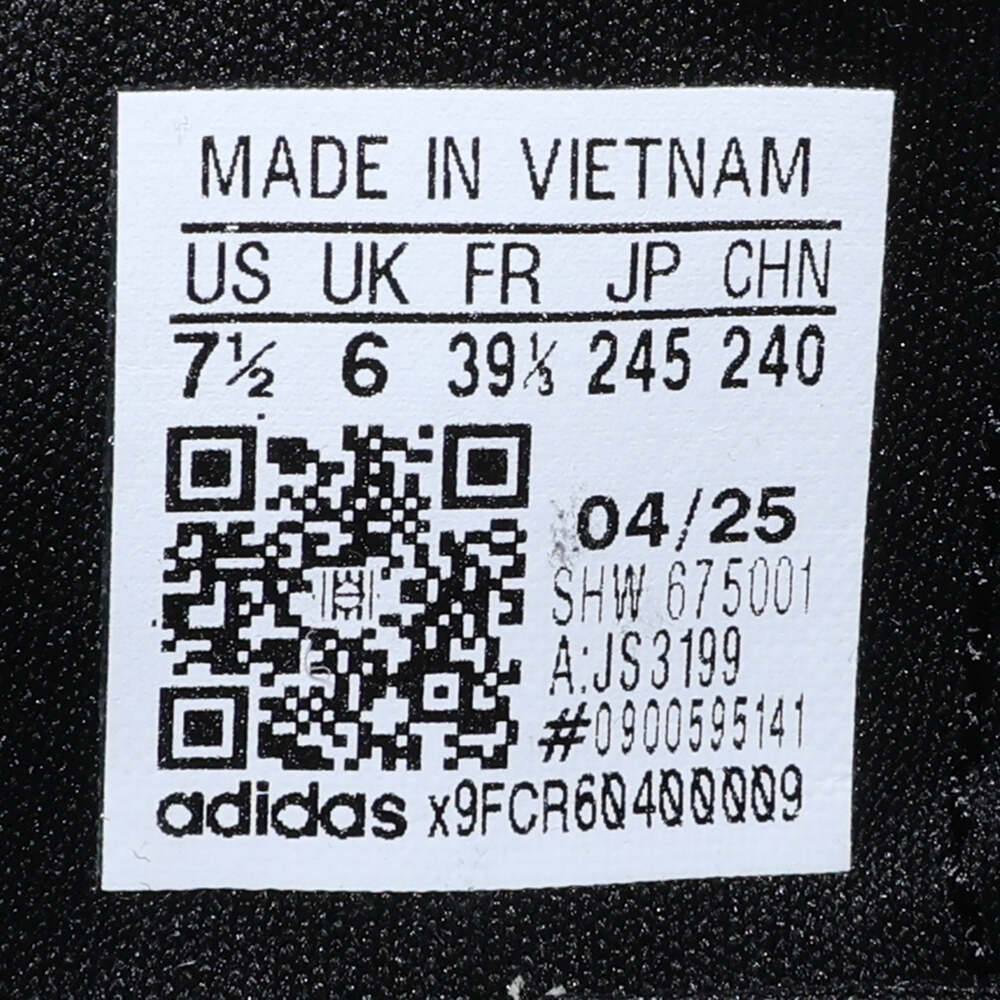 MADE IN VIETNAM
US UK FR JP CHN
7½ 6 39⅓ 245 240
04/25
SHW 675001
A:JS3199
#0900595141
adidas x9FCR60400009